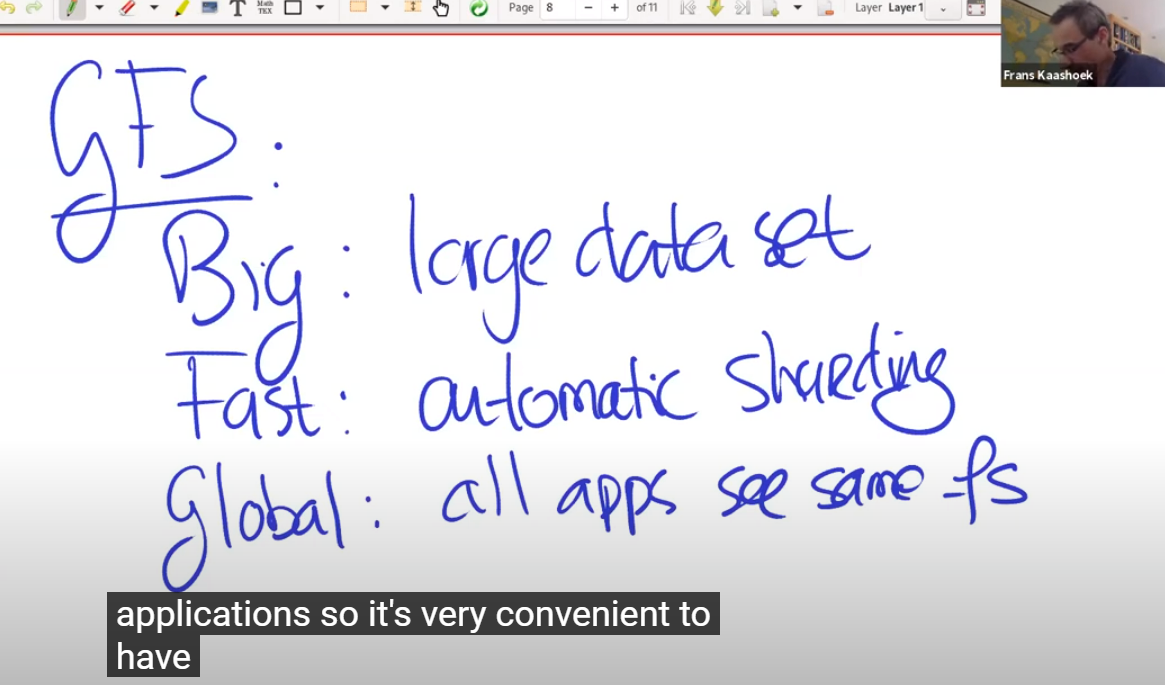 Page 8 − + of 11 Layer Layer 1
Math TEX
Frans Kaashoek
GFS:
Big: large data set
Fast: automatic sharding
Global: all apps see same fs
applications so it's very convenient to
have